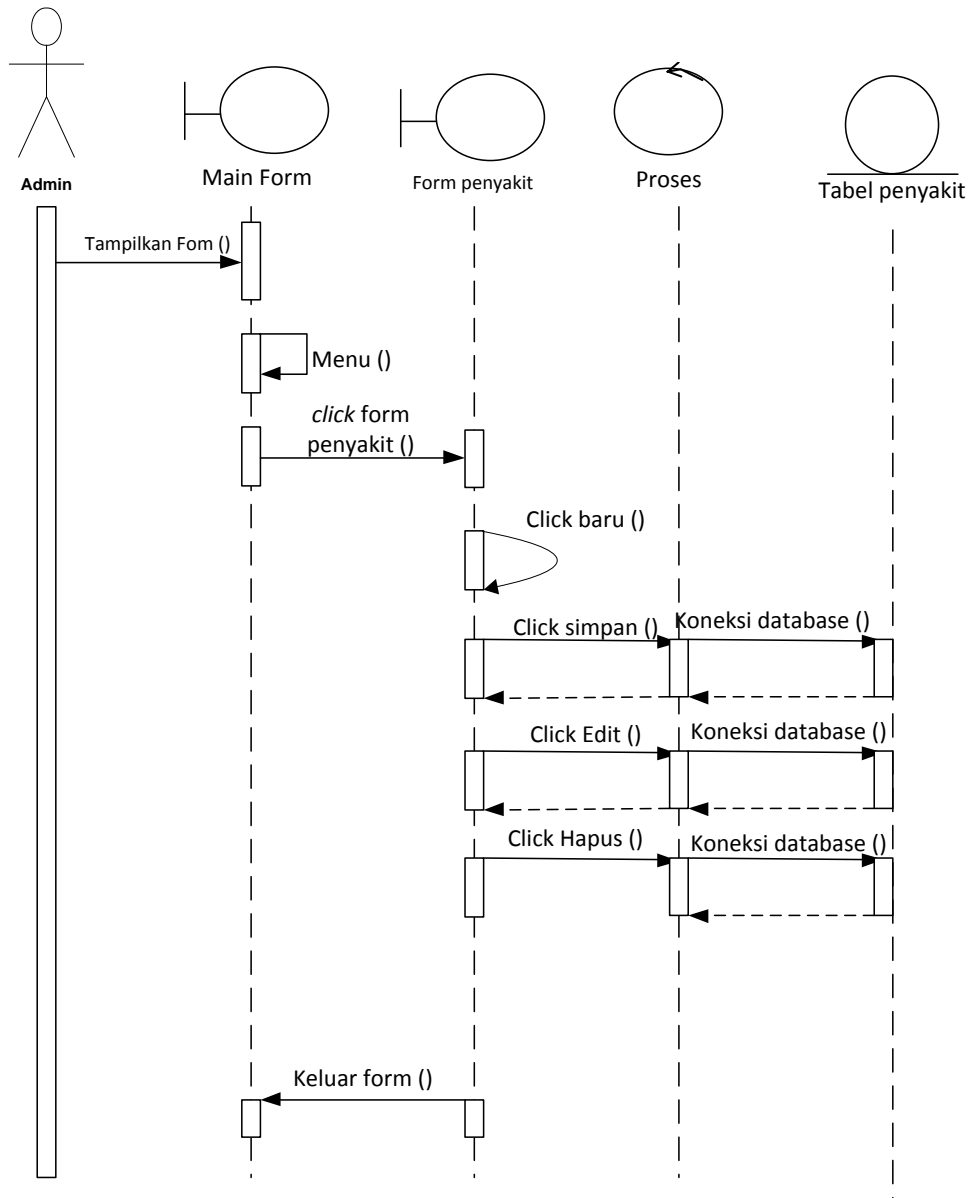 Admin
Main Form
Form penyakit
Proses
Tabel penyakit
Tampilkan Fom ()
Menu ()
click form
penyakit ()
Click baru ()
Click simpan ()
Koneksi database ()
Click Edit ()
Koneksi database ()
Click Hapus ()
Koneksi database ()
Keluar form ()